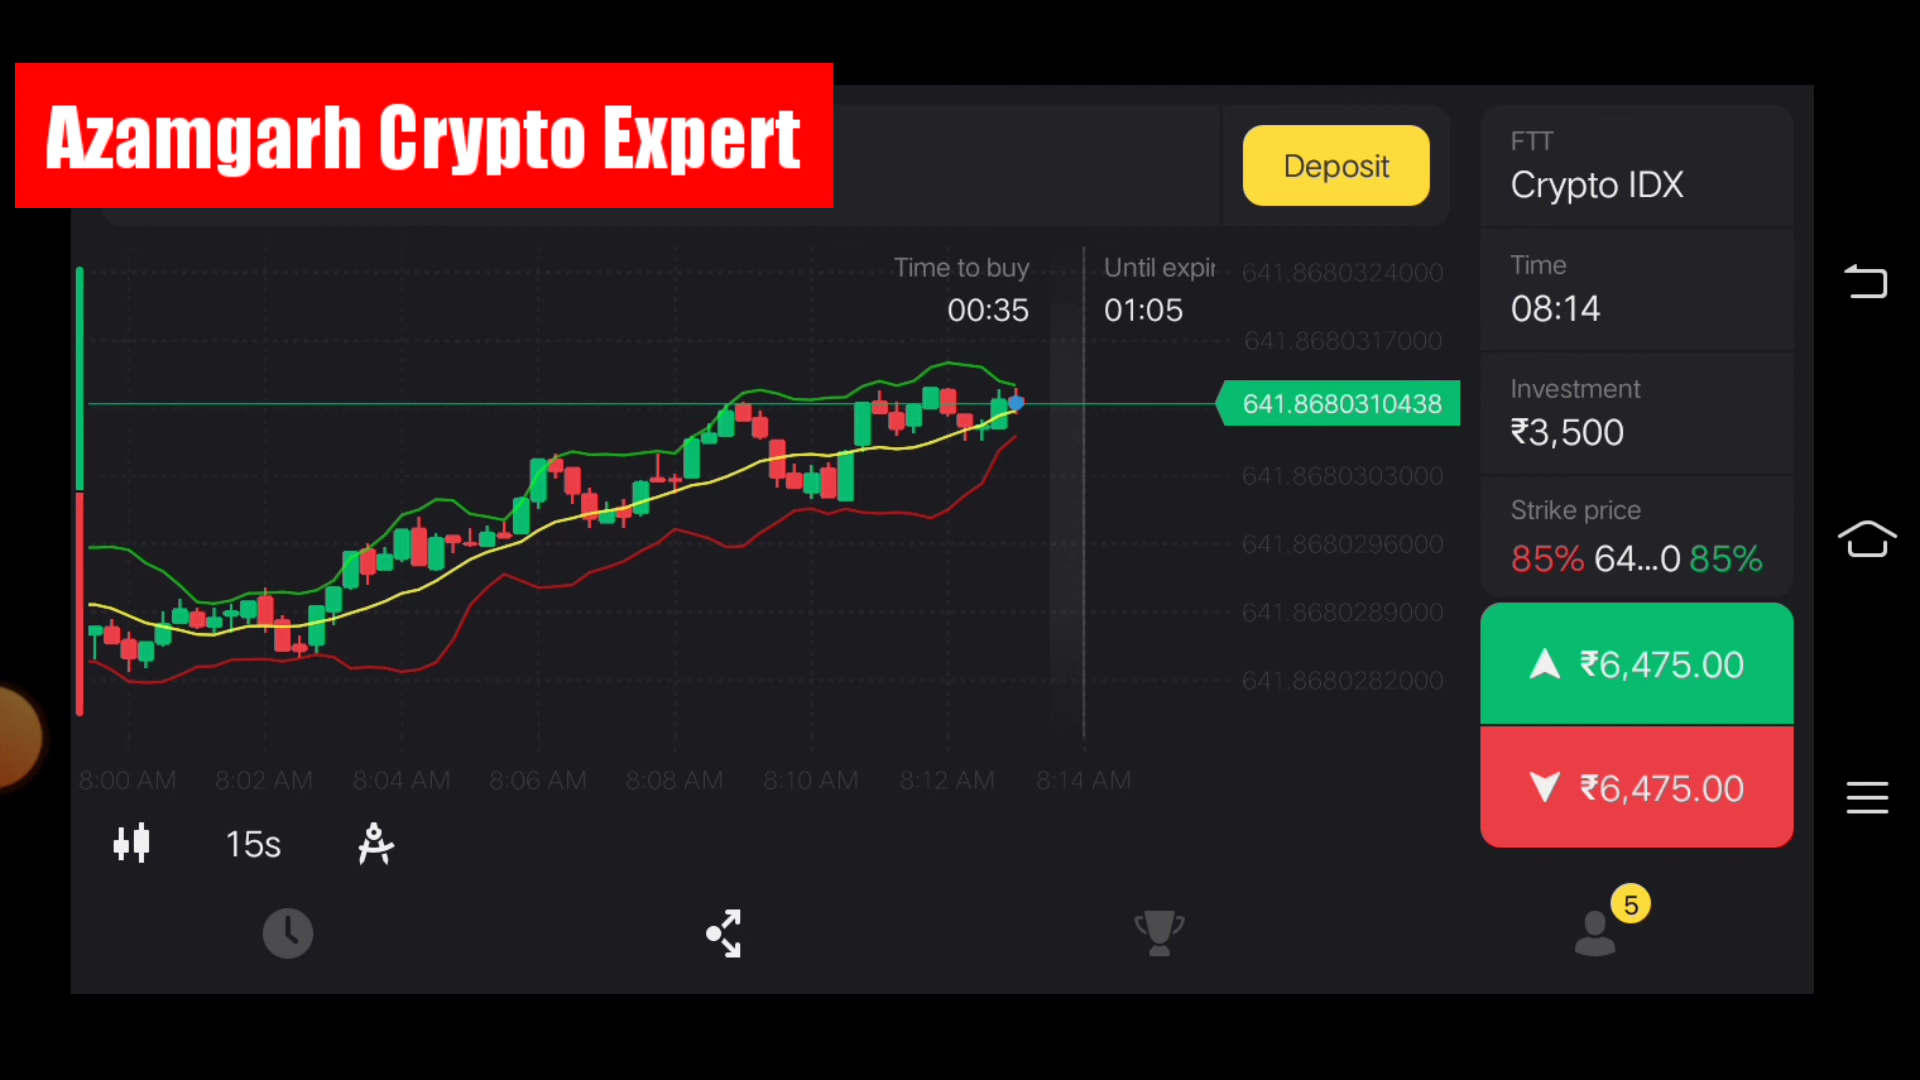 Azamgarh Crypto Expert
Deposit
FTT
Crypto IDX
Time to buy
00:35
Until expir
01:05
Time
08:14
Investment
₹3,500
Strike price
85% 64...0 85%
₹6,475.00
₹6,475.00
641.8680324000
641.8680317000
641.8680310438
641.8680303000
641.8680296000
641.8680289000
641.8680282000
8:00 AM 8:02 AM 8:04 AM 8:06 AM 8:08 AM 8:10 AM 8:12 AM 8:14 AM
15s
5